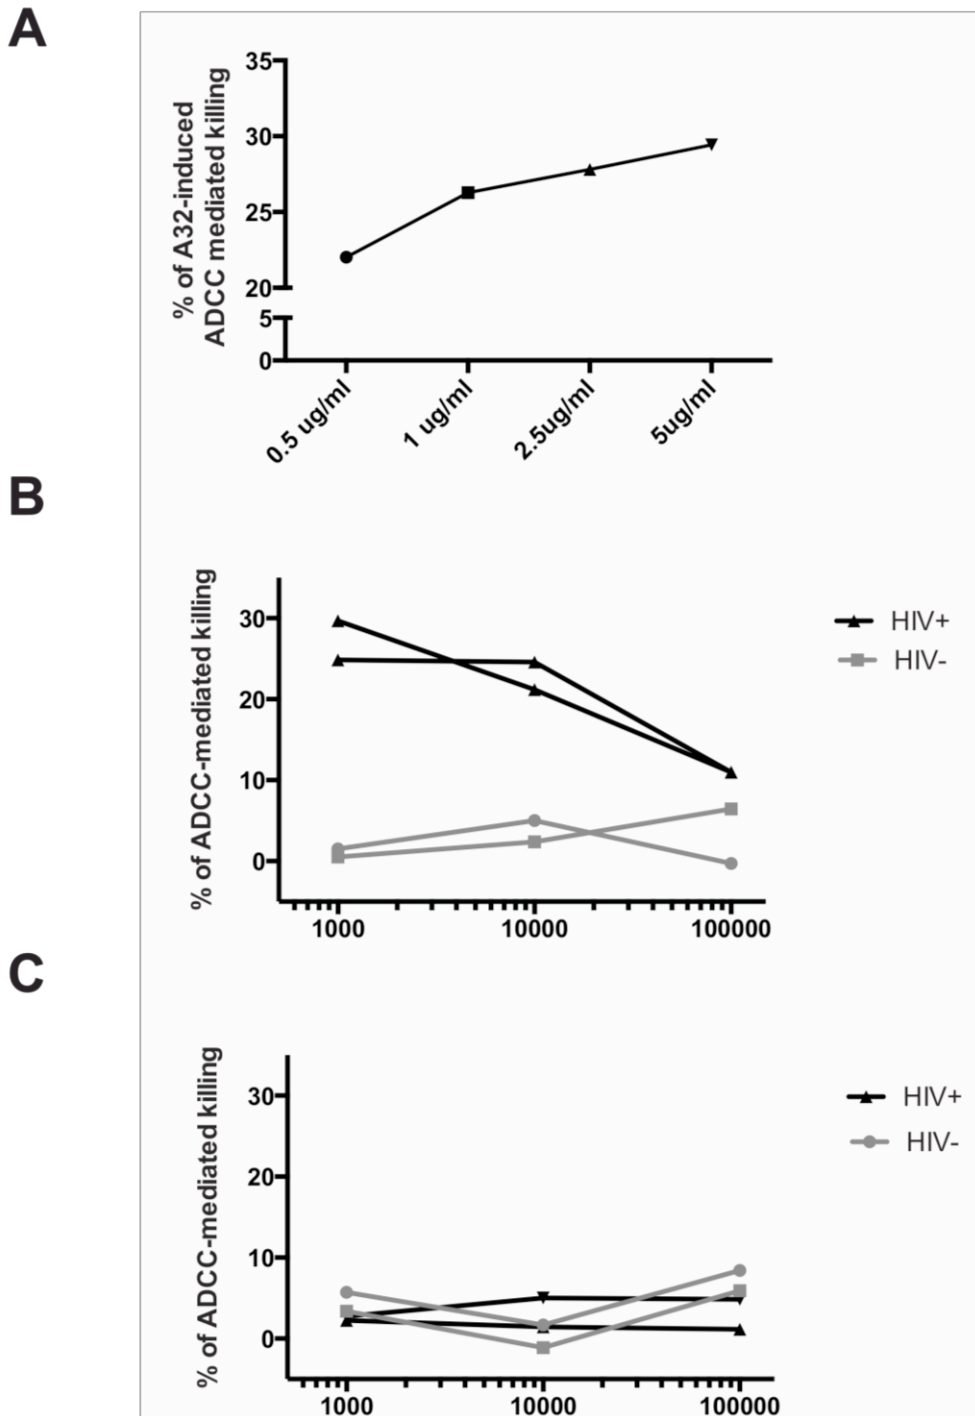 A
% of A32-induced
ADCC mediated killing
35
30
25
20
5
0
0.5 ug/ml
1 ug/ml
2.5ug/ml
5ug/ml
B
% of ADCC-mediated killing
30
20
10
0
1000
10000
100000
HIV+
HIV-
C
% of ADCC-mediated killing
30
20
10
0
1000
10000
100000
HIV+
HIV-